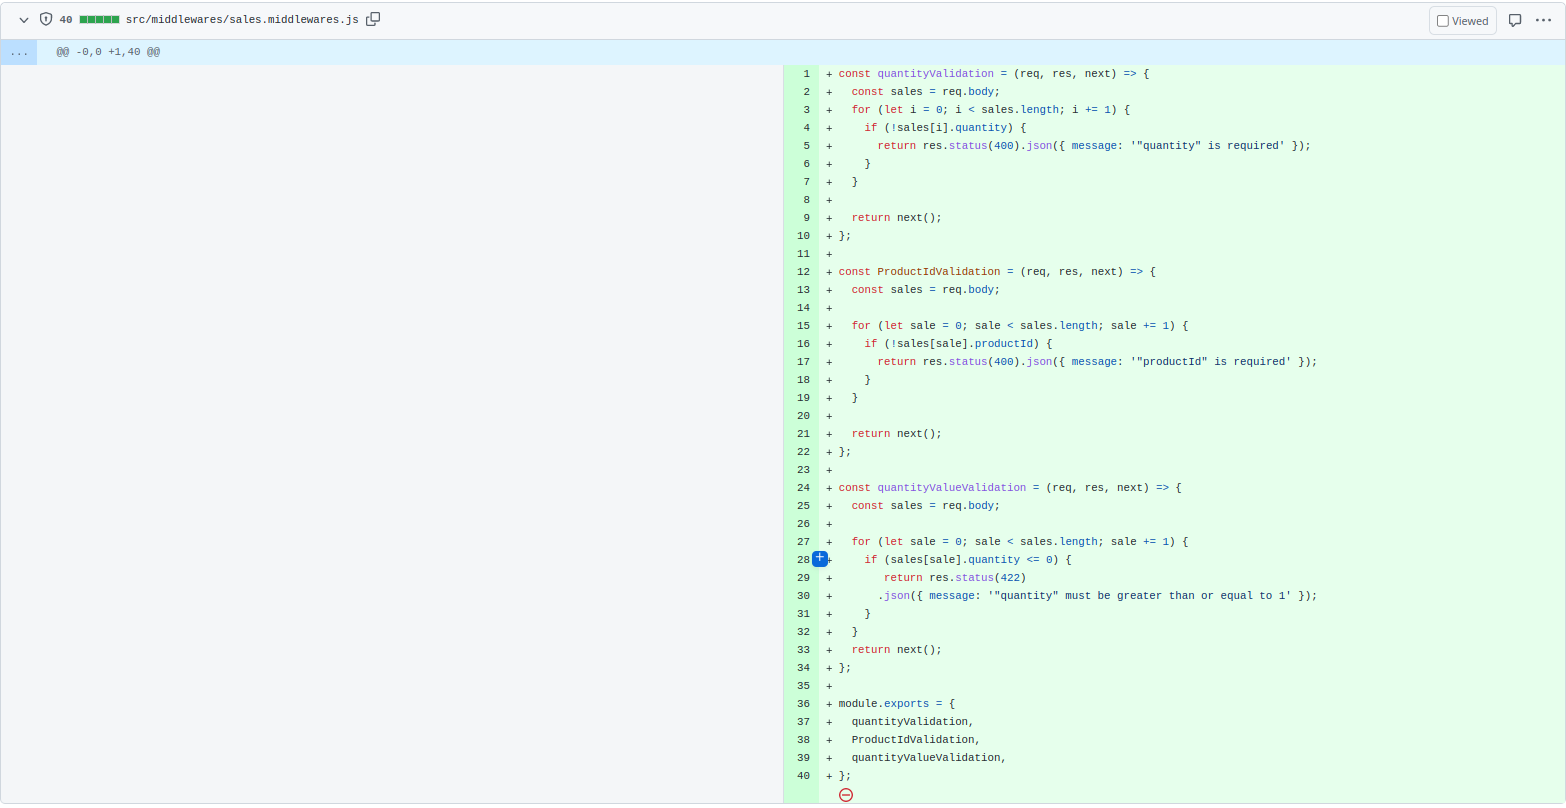 40 src/middlewares/sales.middlewares.js Viewed
... @@ -0,0 +1,40 @@
1 + const quantityValidation = (req, res, next) => {
2 +   const sales = req.body;
3 +   for (let i = 0; i < sales.length; i += 1) {
4 +     if (!sales[i].quantity) {
5 +       return res.status(400).json({ message: '"quantity" is required' });
6 +     }
7 +   }
8 +
9 +   return next();
10 + };
11 +
12 + const ProductIdValidation = (req, res, next) => {
13 +   const sales = req.body;
14 +
15 +   for (let sale = 0; sale < sales.length; sale += 1) {
16 +     if (!sales[sale].productId) {
17 +       return res.status(400).json({ message: '"productId" is required' });
18 +     }
19 +   }
20 +
21 +   return next();
22 + };
23 +
24 + const quantityValueValidation = (req, res, next) => {
25 +   const sales = req.body;
26 +
27 +   for (let sale = 0; sale < sales.length; sale += 1) {
28 +     if (sales[sale].quantity <= 0) {
29 +        return res.status(422)
30 +       .json({ message: '"quantity" must be greater than or equal to 1' });
31 +     }
32 +   }
33 +   return next();
34 + };
35 +
36 + module.exports = {
37 +   quantityValidation,
38 +   ProductIdValidation,
39 +   quantityValueValidation,
40 + };